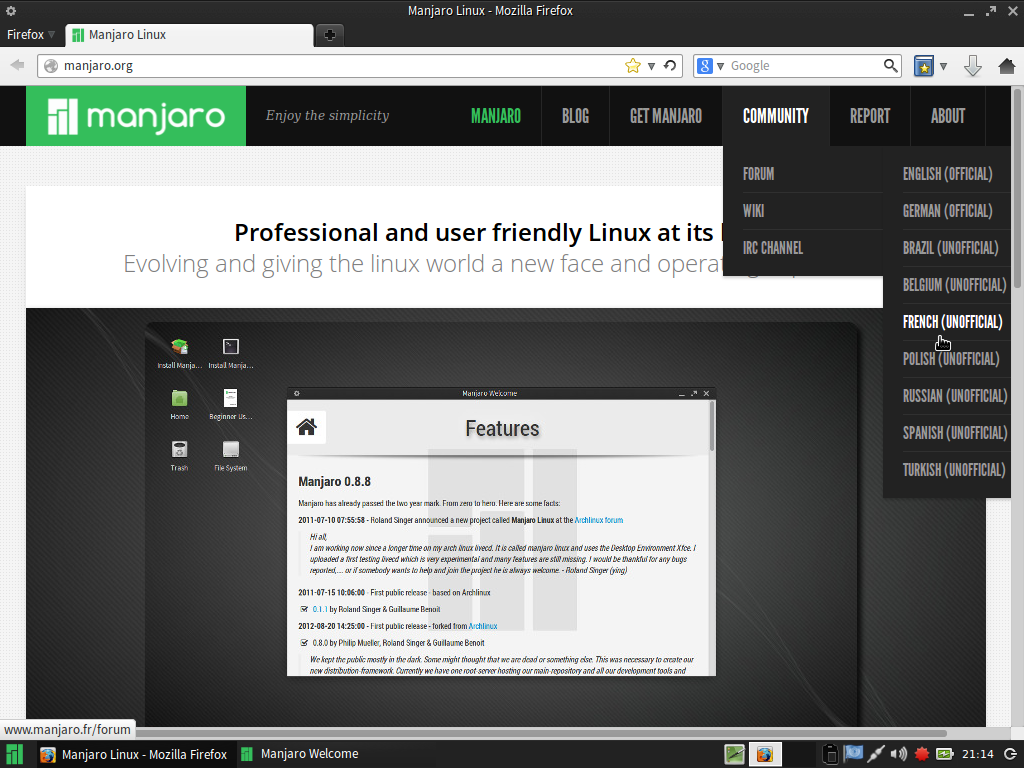 Manjaro Linux - Mozilla Firefox
Firefox
Manjaro Linux
manjaro.org
Google
manjaro
Enjoy the simplicity
MANJARO
BLOG
GET MANJARO
COMMUNITY
REPORT
ABOUT
FORUM
WIKI
IRC CHANNEL
ENGLISH (OFFICIAL)
GERMAN (OFFICIAL)
BRAZIL (UNOFFICIAL)
BELGIUM (UNOFFICIAL)
FRENCH (UNOFFICIAL)
POLISH (UNOFFICIAL)
RUSSIAN (UNOFFICIAL)
SPANISH (UNOFFICIAL)
TURKISH (UNOFFICIAL)
Professional and user friendly Linux at its
Evolving and giving the linux world a new face and
Install Manja...
Install Manja...
Home
Beginner Us...
Trash
File System
Manjaro Welcome
Features
Manjaro 0.8.8
Manjaro has already passed the two year mark. From zero to hero. Here are some facts:
2011-07-10 07:55:58 - Roland Singer announced a new project called Manjaro Linux at the Archlinux forum
Hi all,
I am working now since a longer time on my arch linux livecd. It is called manjaro linux and uses the Desktop Environment Xfce. I
uploaded a first testing livecd which is very experimental and many features are still missing. I would be thankful for any bugs
reported,... or if somebody wants to help and join the project he is always welcome. - Roland Singer (ying)
2011-07-15 10:06:00 - First public release - based on Archlinux
0.1.1 by Roland Singer & Guillaume Benoit
2012-08-20 14:25:00 - First public release - forked from Archlinux
0.8.0 by Philip Mueller, Roland Singer & Guillaume Benoit
We kept the public mostly in the dark. Some might thought that we are dead or something else. This was necessary to create our
new distribution-framework. Currently we have one root-server hosting our main-repository and all our development tools and
www.manjaro.fr/forum
Manjaro Linux - Mozilla Firefox
Manjaro Welcome
21:14